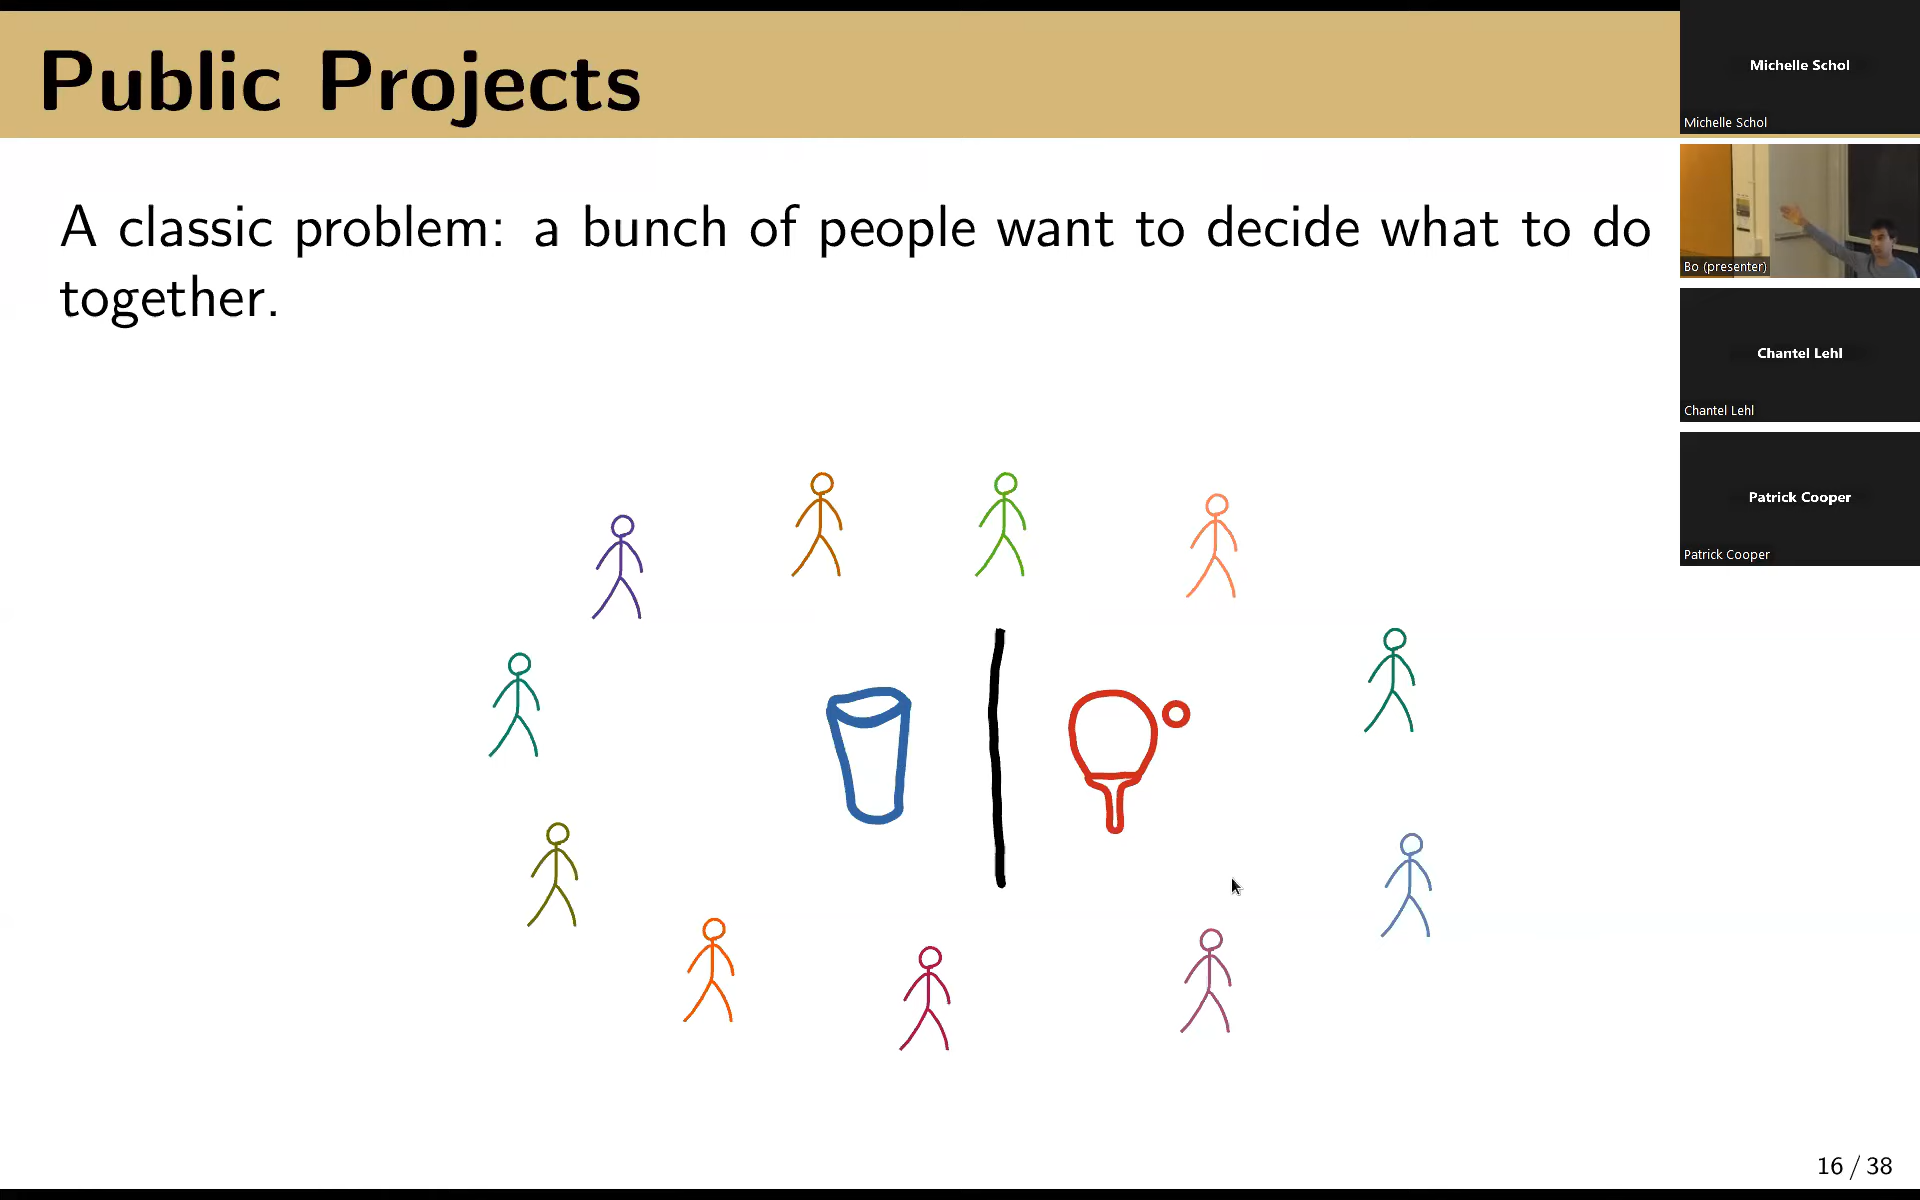 Public Projects
A classic problem: a bunch of people want to decide what to do
together.
16 / 38
Michelle Schol
Michelle Schol
Bo (presenter)
Chantel Lehl
Chantel Lehl
Patrick Cooper
Patrick Cooper